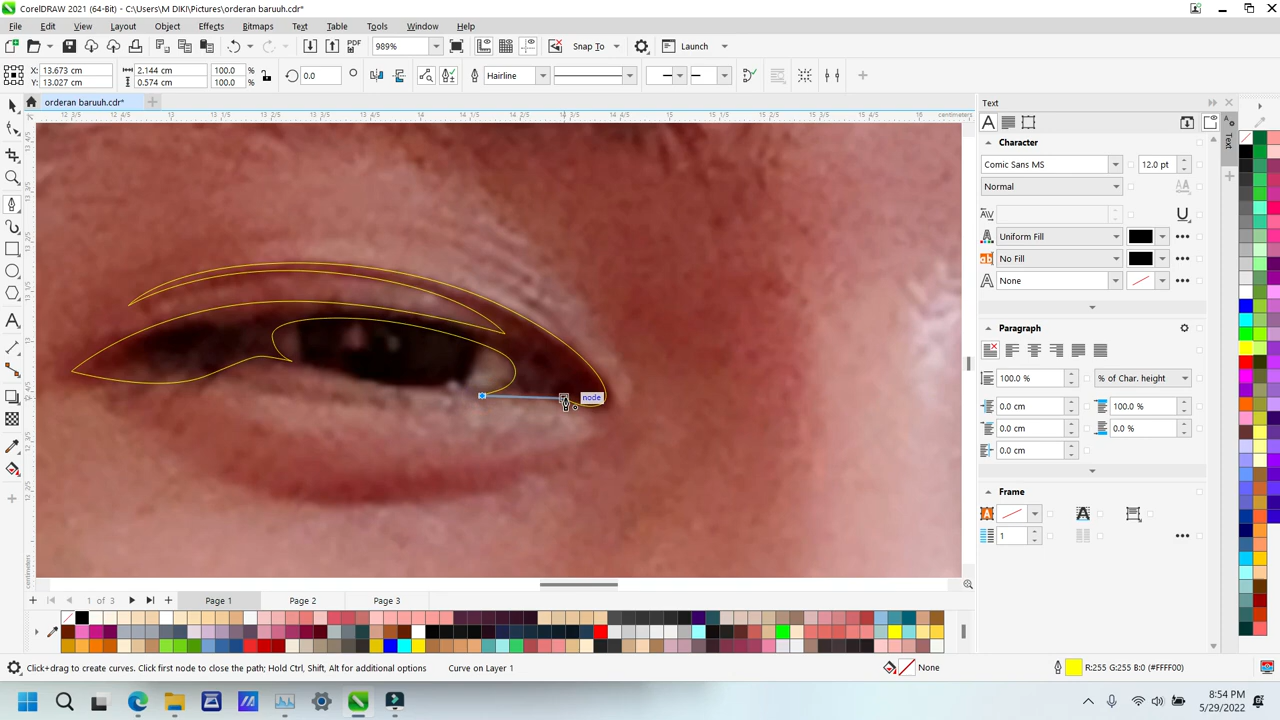 CorelDRAW 2021 (64-Bit) - C:\Users\M DIKI\Pictures\orderan baruuh.cdr*
File Edit View Layout Object Effects Bitmaps Text Table Tools Window Help
PDF 989% Snap To Launch
X: 13.673 cm 2.144 cm 100.0 %
Y: 13.027 cm 0.574 cm 100.0 % 0.0 Hairline
orderan baruuh.cdr*
centimeters
node
Text
Character
Comic Sans MS 12.0 pt
Normal
Uniform Fill
No Fill
None
Paragraph
100.0 % % of Char. height
0.0 cm 100.0 %
0.0 cm 0.0 %
0.0 cm
Frame
1
Text
1 of 3 Page 1 Page 2 Page 3
Click+drag to create curves. Click first node to close the path; Hold Ctrl, Shift, Alt for additional options Curve on Layer 1 None R:255 G:255 B:0 (#FFFF00)
8:54 PM
5/29/2022